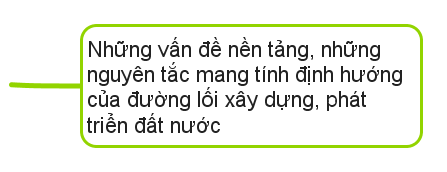 Những vấn đề nền tảng, những
nguyên tắc mang tính định hướng
của đường lối xây dựng, phát
triển đất nước